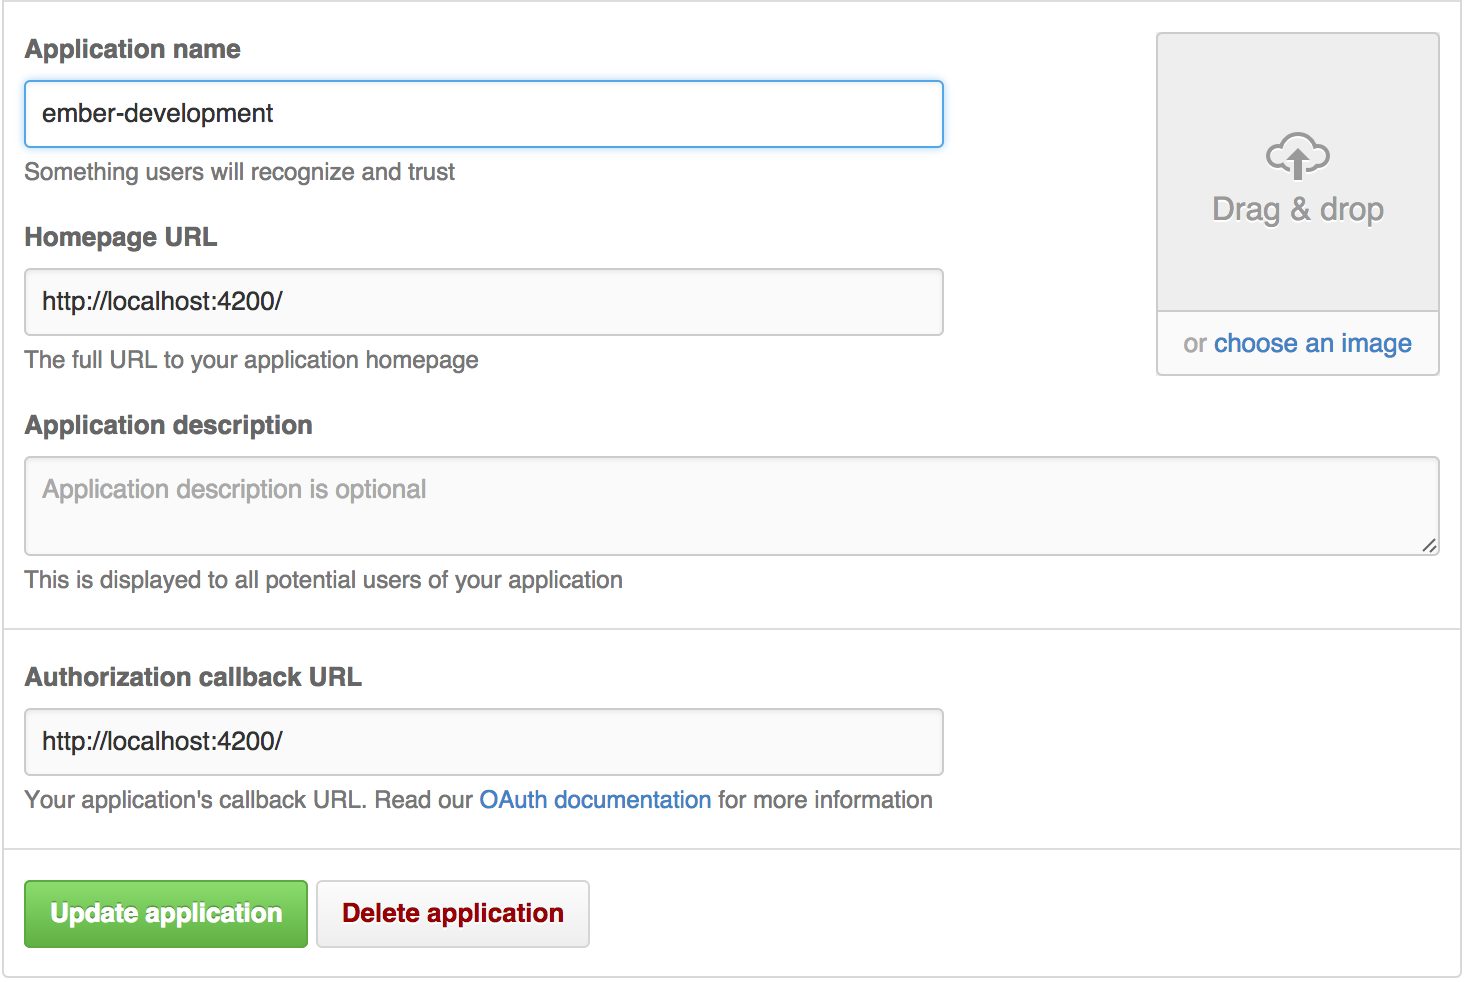 Application name
ember-development
Something users will recognize and trust
Drag & drop
or choose an image
Homepage URL
http://localhost:4200/
The full URL to your application homepage
Application description
Application description is optional
This is displayed to all potential users of your application
Authorization callback URL
http://localhost:4200/
Your application's callback URL. Read our OAuth documentation for more information
Update application
Delete application